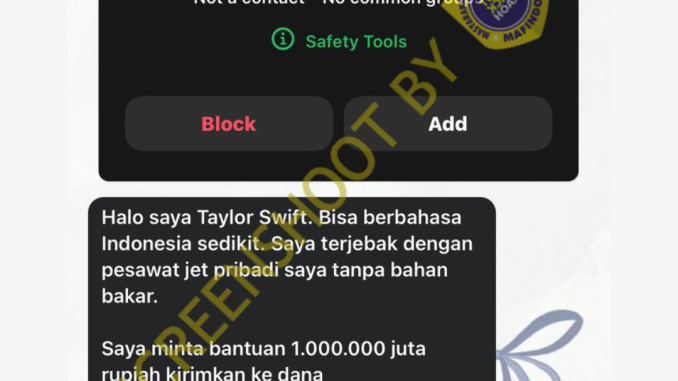 Not a contact No common groups
Safety Tools
Block
Add
Halo saya Taylor Swift. Bisa berbahasa
Indonesia sedikit. Saya terjebak dengan
pesawat jet pribadi saya tanpa bahan
bakar.
Saya minta bantuan 1.000.000 juta
rupiah kirimkan ke dana
SCREENSHOOT BY
HOAX
MAFINDO